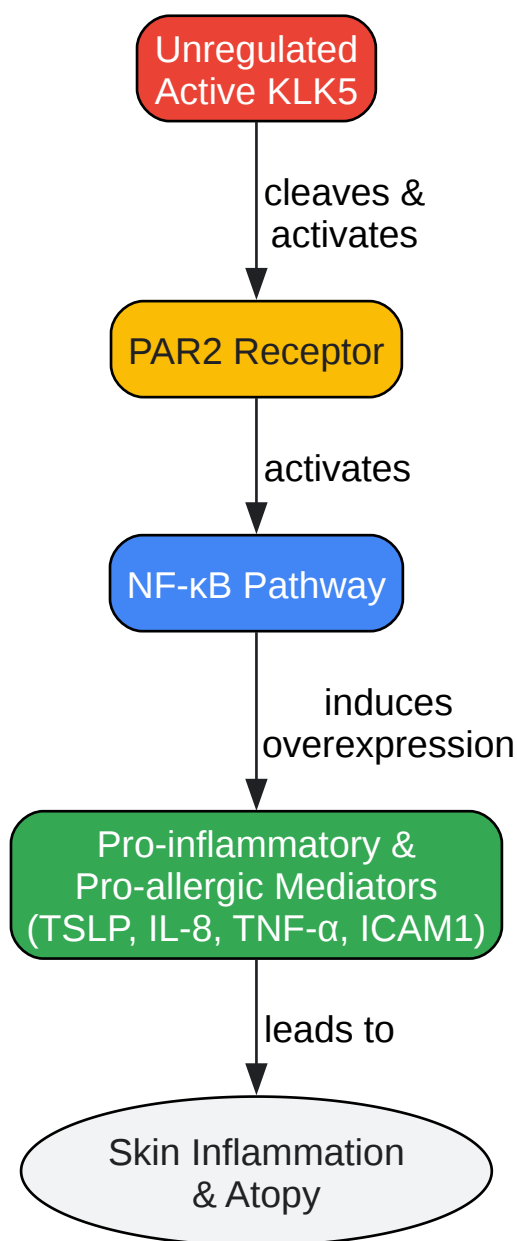 Unregulated
Active KLK5
cleaves &
activates
PAR2 Receptor
activates
NF-κB Pathway
induces
overexpression
Pro-inflammatory &
Pro-allergic Mediators
(TSLP, IL-8, TNF-α, ICAM1)
leads to
Skin Inflammation
& Atopy